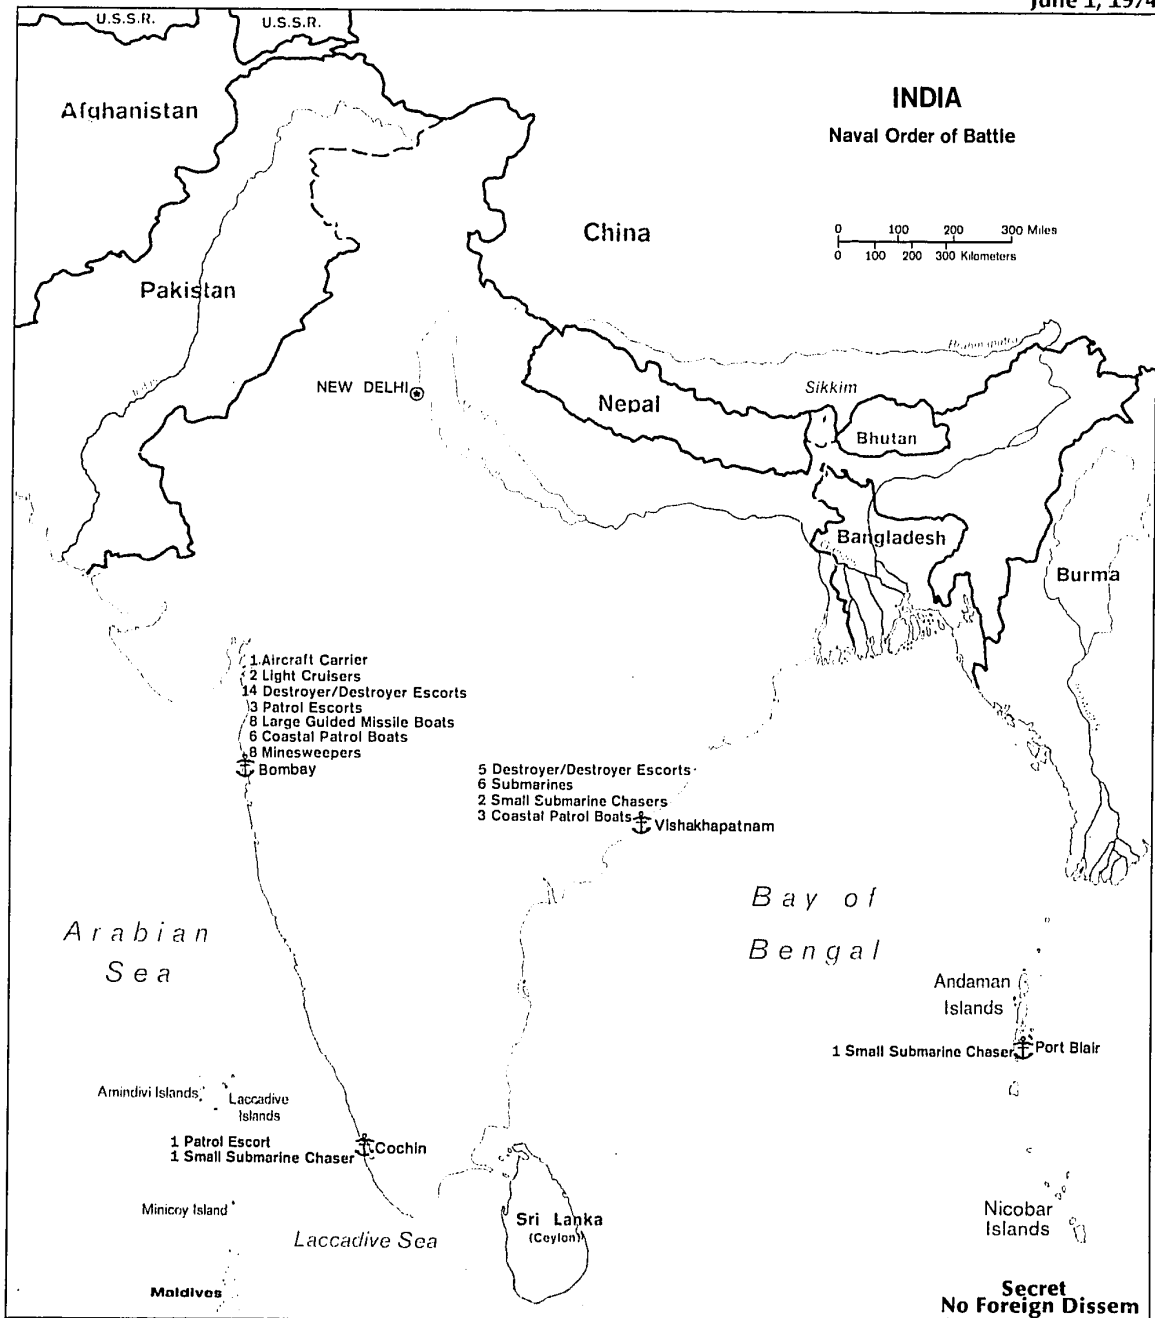 June 1, 1974
U.S.S.R.
U.S.S.R.
Afghanistan
INDIA
Naval Order of Battle
China
0 100 200 300 Miles
0 100 200 300 Kilometers
Pakistan
Brahmaputra
NEW DELHI
Nepal
Sikkim
Bhutan
Bangladesh
Burma
1 Aircraft Carrier
2 Light Cruisers
14 Destroyer/Destroyer Escorts
3 Patrol Escorts
8 Large Guided Missile Boats
6 Coastal Patrol Boats
8 Minesweepers
Bombay
5 Destroyer/Destroyer Escorts
6 Submarines
2 Small Submarine Chasers
3 Coastal Patrol Boats
Vishakhapatnam
Arabian
Sea
Bay of
Bengal
Andaman
Islands
1 Small Submarine Chaser
Port Blair
Amindivi Islands
Laccadive
Islands
1 Patrol Escort
1 Small Submarine Chaser
Cochin
Minicoy Island
Laccadive Sea
Sri Lanka
(Ceylon)
Nicobar
Islands
Maldives
Secret
No Foreign Dissem